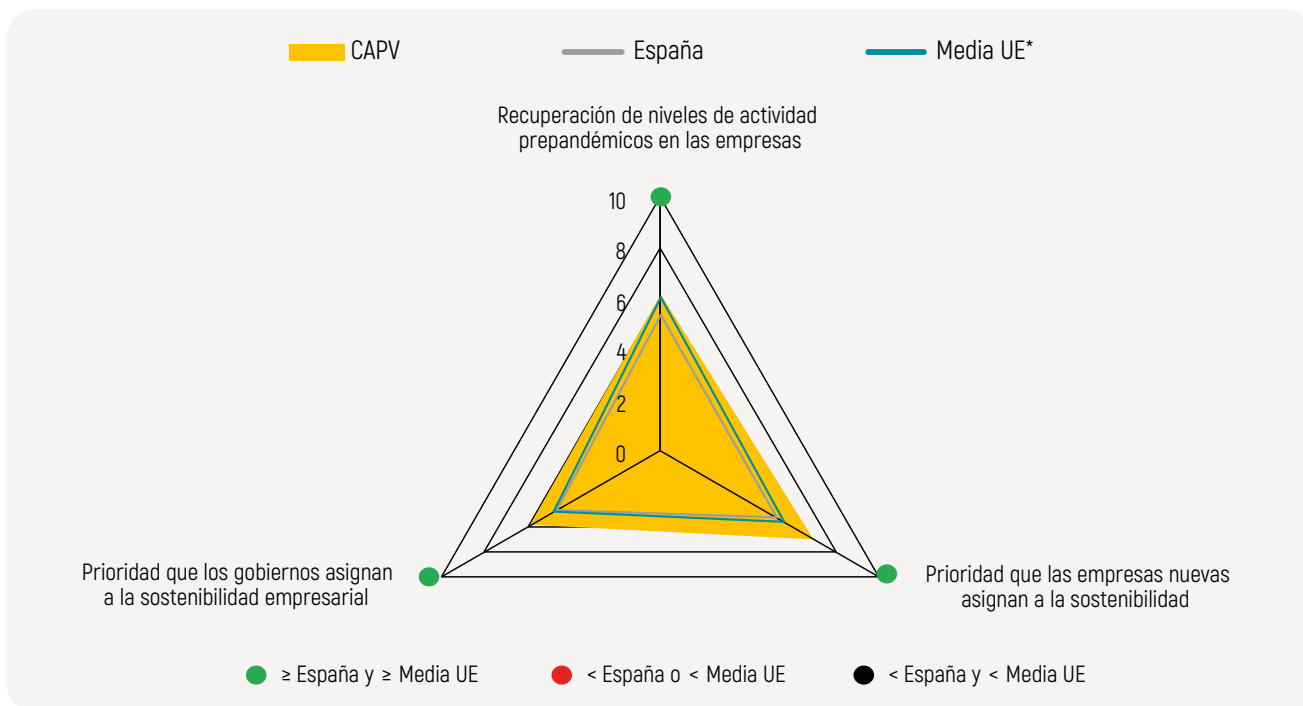 CAPV
España
Media UE*
Recuperación de niveles de actividad
prepandémicos en las empresas
10
8
6
4
2
0
Prioridad que los gobiernos asignan
a la sostenibilidad empresarial
Prioridad que las empresas nuevas
asignan a la sostenibilidad
≥ España y ≥ Media UE
< España o < Media UE
< España y < Media UE